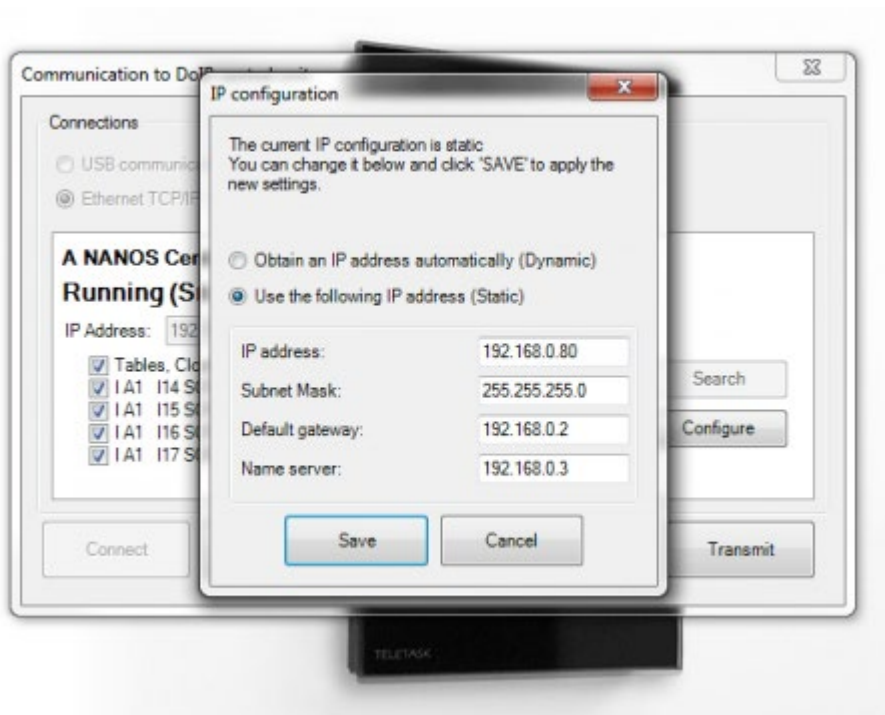 Communication to Do
IP configuration
Connections
USB communic
Ethernet TCP/IP
The current IP configuration is static
You can change it below and click 'SAVE' to apply the
new settings.
Obtain an IP address automatically (Dynamic)
Use the following IP address (Static)
A NANOS Cen
Running (S
IP Address: 192
Tables, Clo
I A1 I14 S
I A1 I15 S
I A1 I16 S
I A1 I17 S
IP address: 192.168.0.80
Subnet Mask: 255.255.255.0
Default gateway: 192.168.0.2
Name server: 192.168.0.3
Search
Configure
Save
Cancel
Connect
Transmit
TELETASK